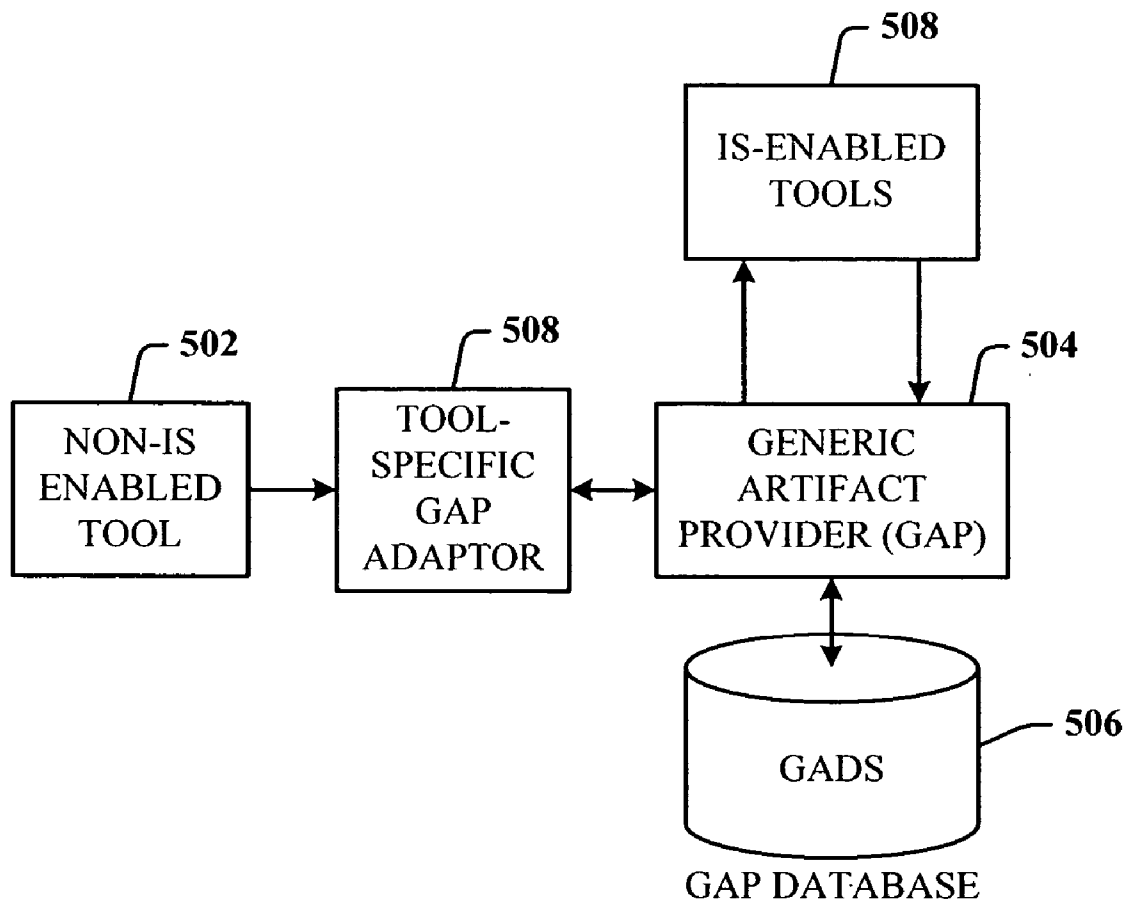 508
IS-ENABLED
TOOLS
502
508
504
NON-IS
ENABLED
TOOL
TOOL-
SPECIFIC
GAP
ADAPTOR
GENERIC
ARTIFACT
PROVIDER (GAP)
506
GADS
GAP DATABASE